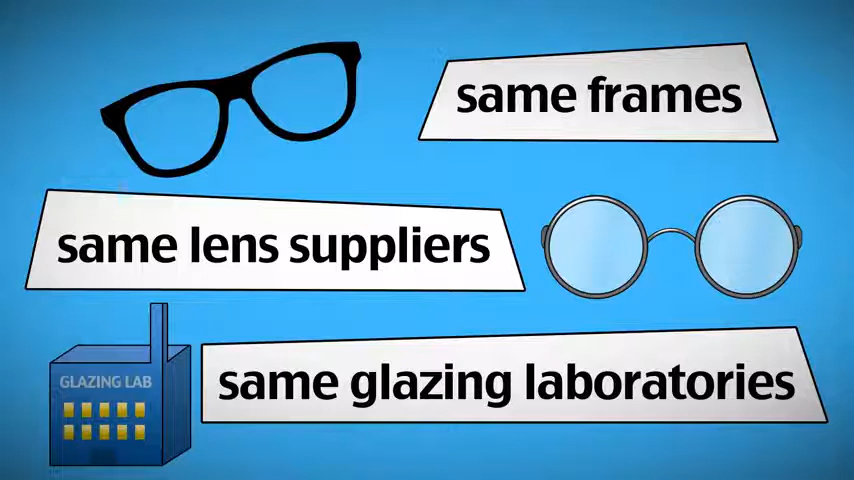 same frames
same lens suppliers
GLAZING LAB
same glazing laboratories